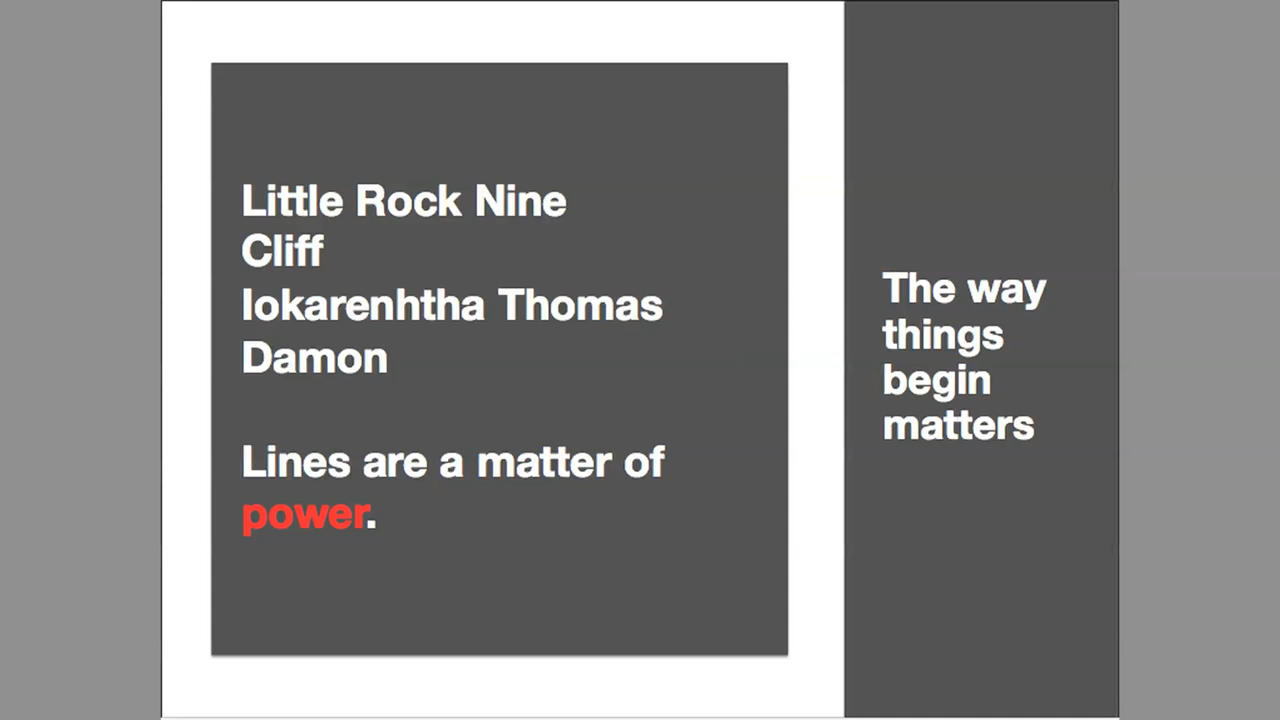 Little Rock Nine
Cliff
Iokarenhtha Thomas
Damon
Lines are a matter of
power.
The way
things
begin
matters